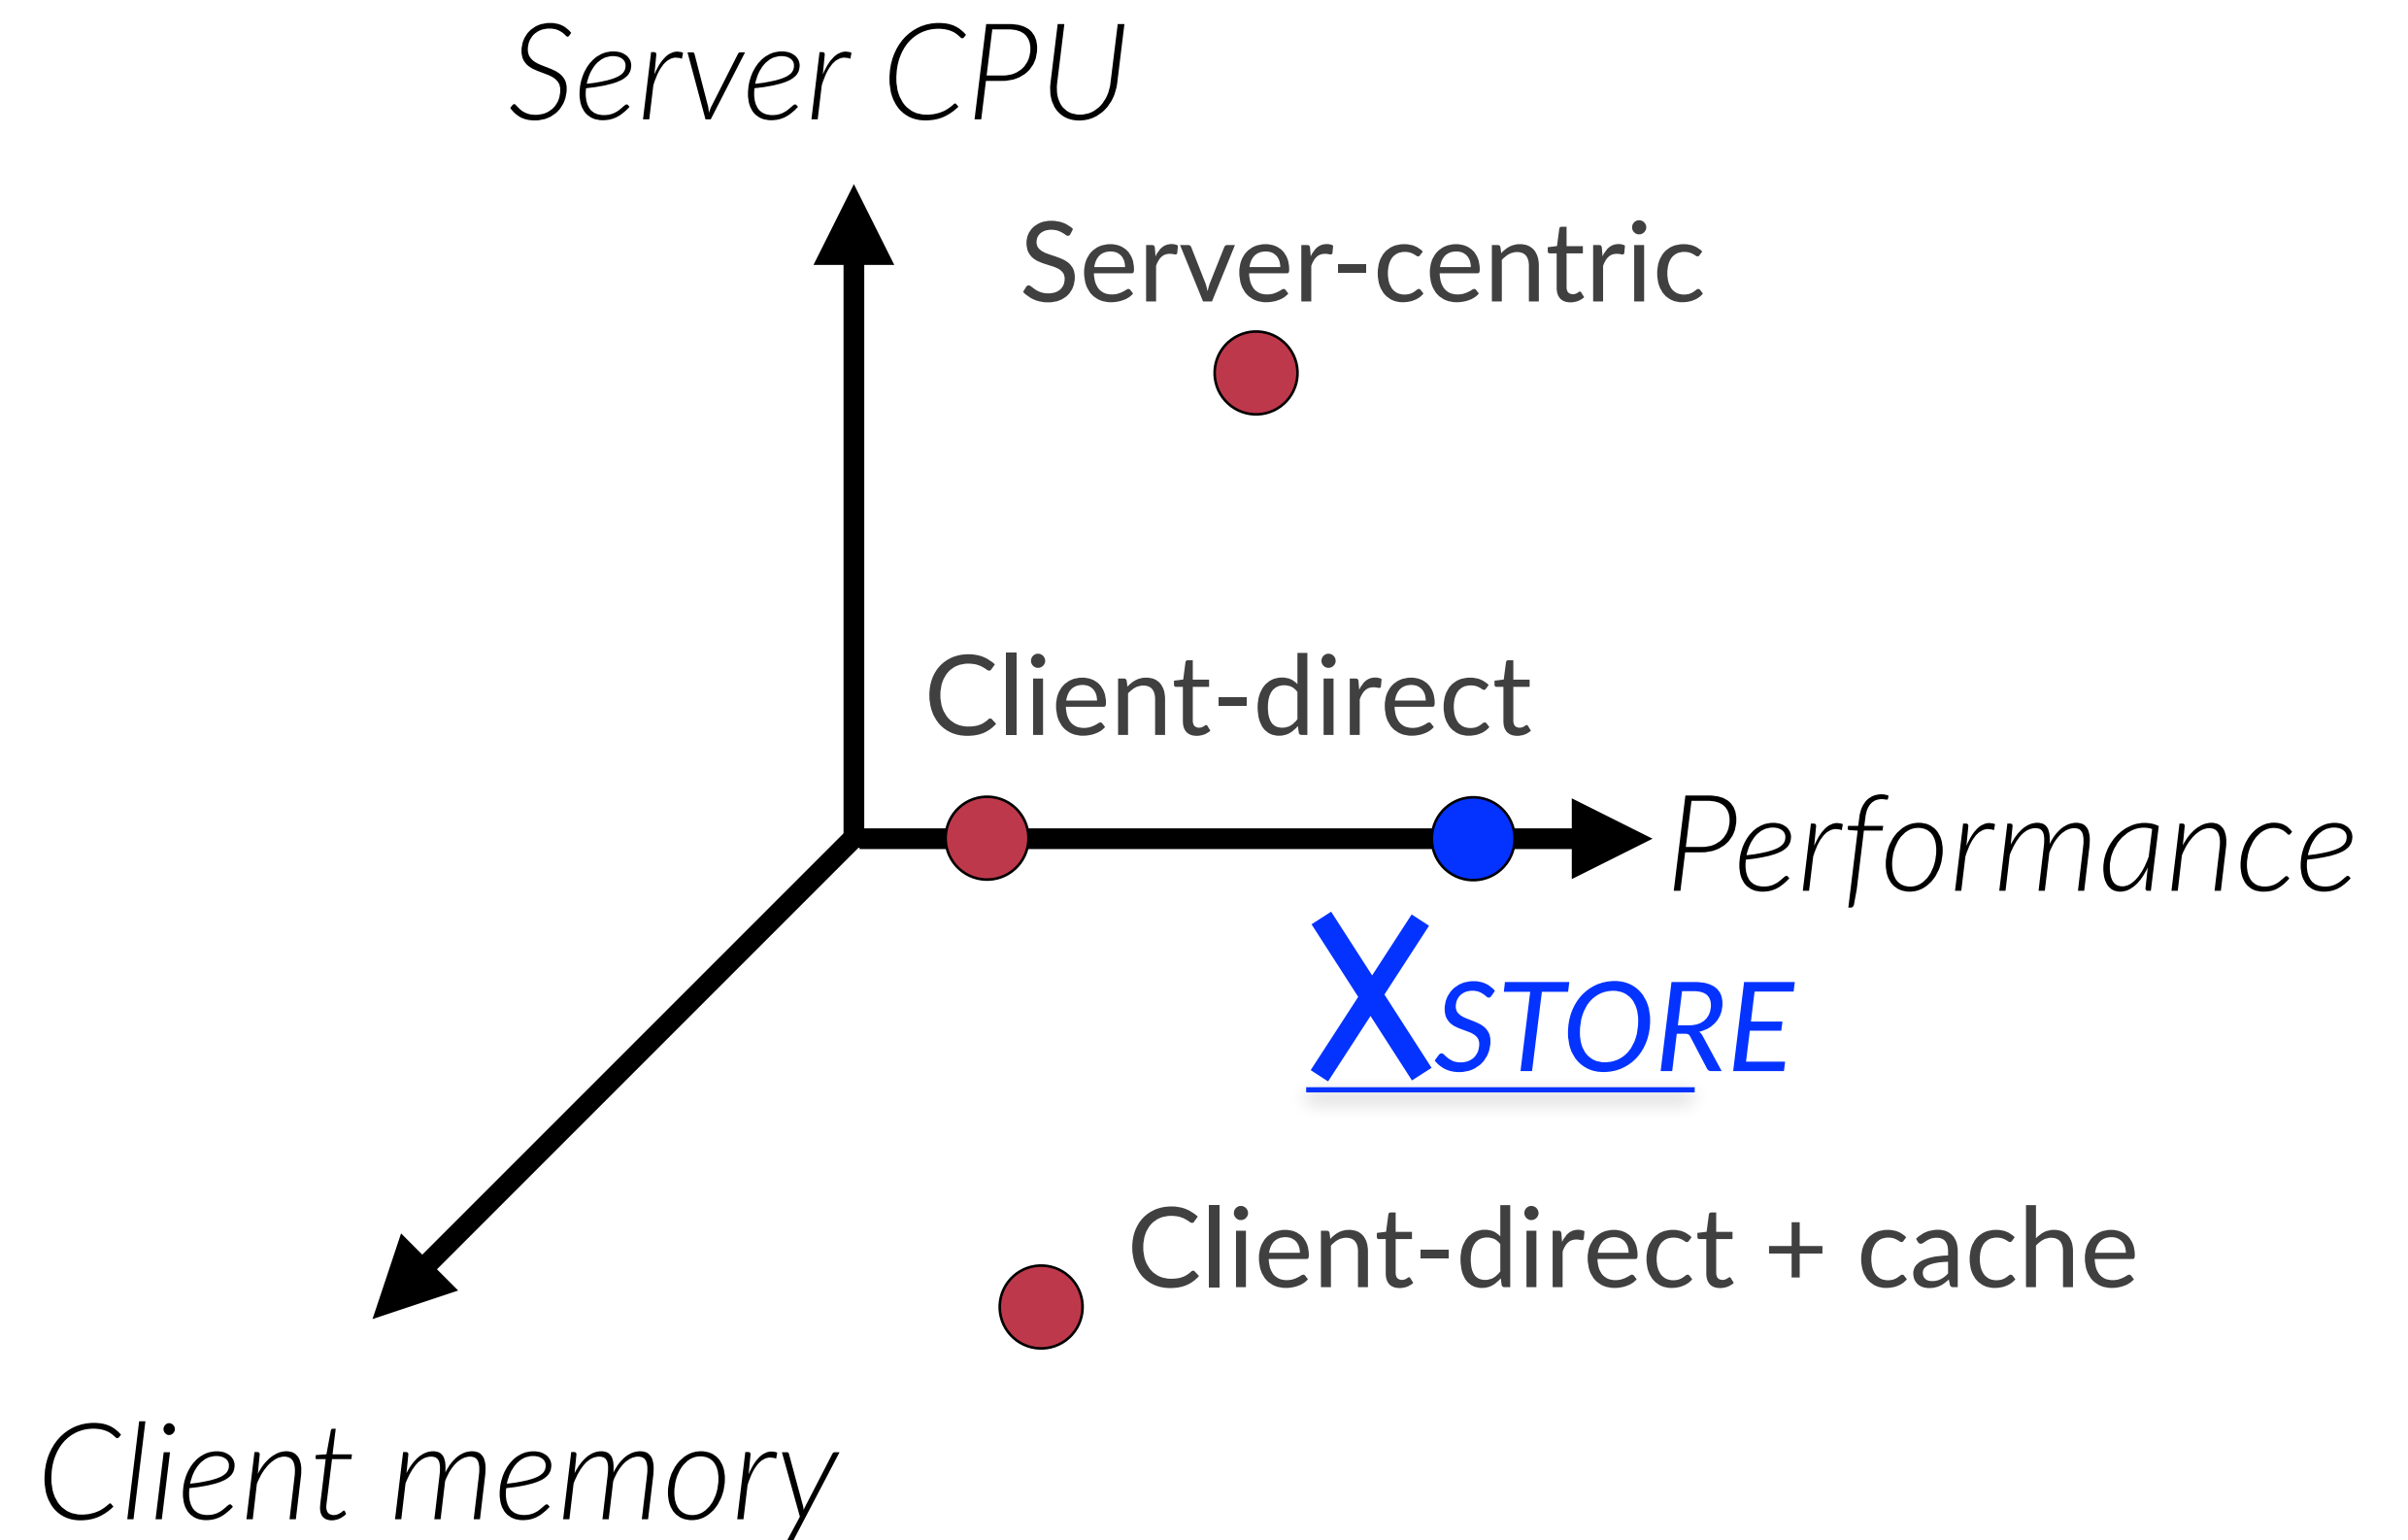 Server CPU
Server-centric
Client-direct
Performance
XSTORE
Client-direct + cache
Client memory